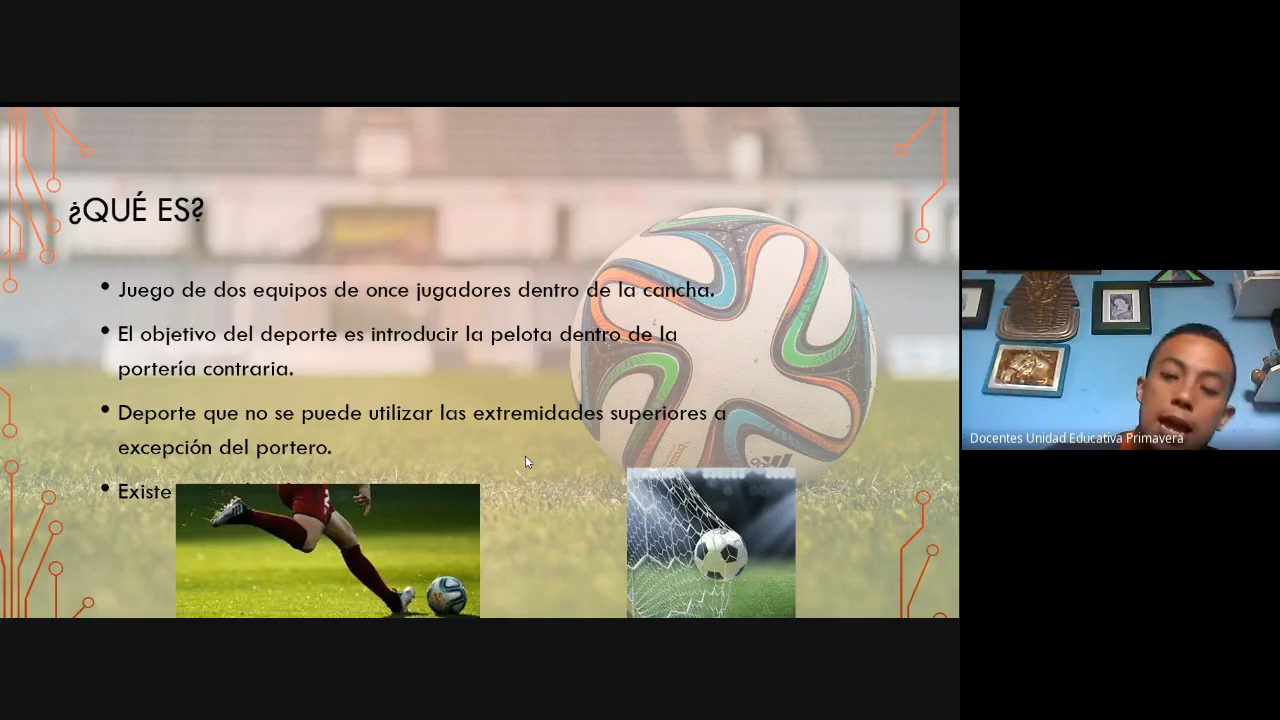 ¿QUÉ ES?
• Juego de dos equipos de once jugadores dentro de la cancha.
• El objetivo del deporte es introducir la pelota dentro de la
portería contraria.
• Deporte que no se puede utilizar las extremidades superiores a
excepción del portero.
• Existe
Docentes Unidad Educativa Primavera